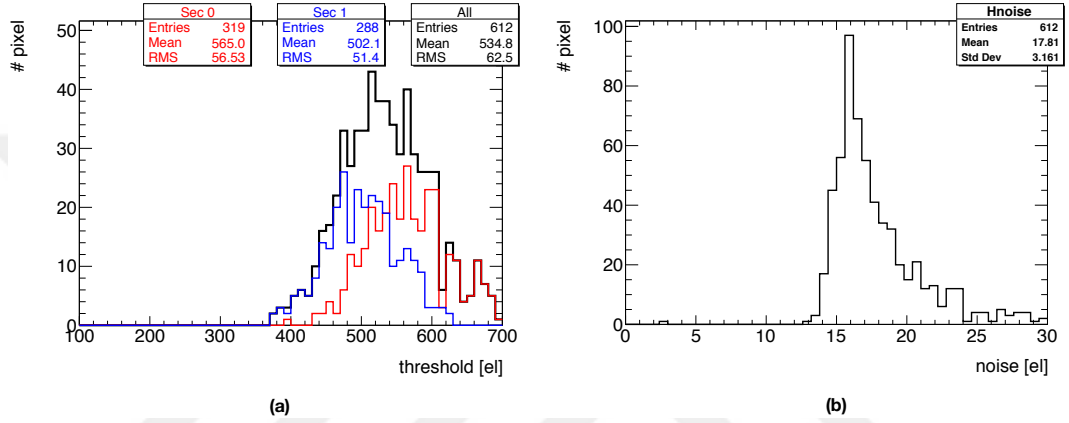 Sec 0
Entries 319
Mean 565.0
RMS 56.53
Sec 1
Entries 288
Mean 502.1
RMS 51.4
All
Entries 612
Mean 534.8
RMS 62.5
# pixel
50
40
30
20
10
0
100 200 300 400 500 600 700
threshold [el]
(a)
Hnoise
Entries 612
Mean 17.81
Std Dev 3.161
# pixel
100
80
60
40
20
0
0 5 10 15 20 25 30
noise [el]
(b)